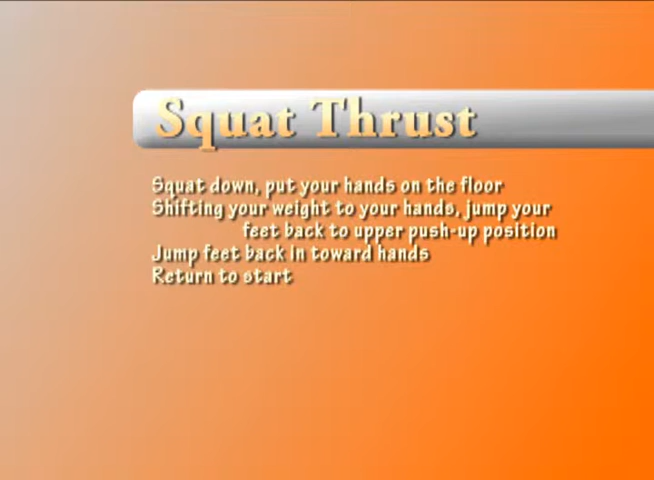 Squat Thrust
Squat down, put your hands on the floor
Shifting your weight to your hands, jump your
feet back to upper push-up position
Jump feet back in toward hands
Return to start